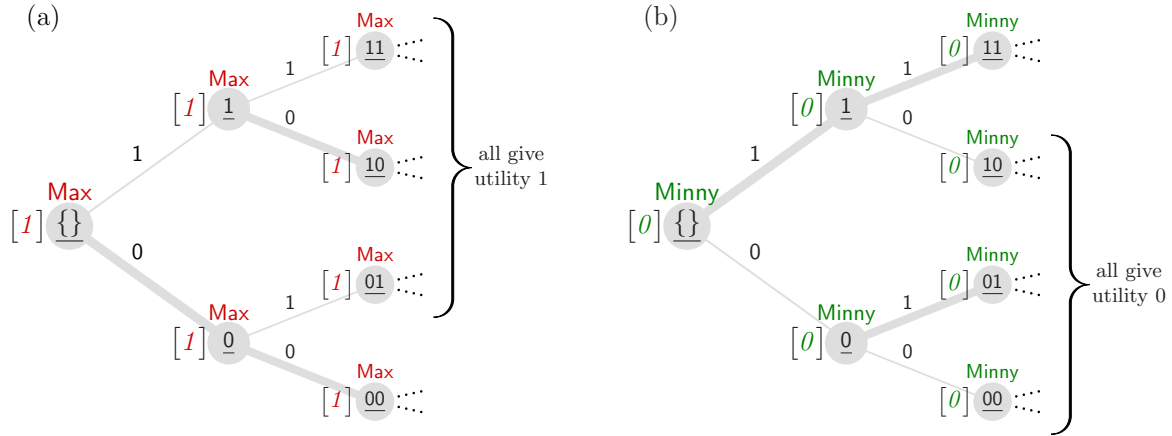 (a)
Max
[1] 11
1
Max
[1] 1
0
Max
[1] 10
1
all give
utility 1
Max
[1] {}
0
Max
[1] 01
1
Max
[1] 0
0
Max
[1] 00
(b)
Minny
[0] 11
1
Minny
[0] 1
0
Minny
[0] 10
1
Minny
[0] {}
0
Minny
[0] 01
all give
utility 0
1
Minny
[0] 0
0
Minny
[0] 00